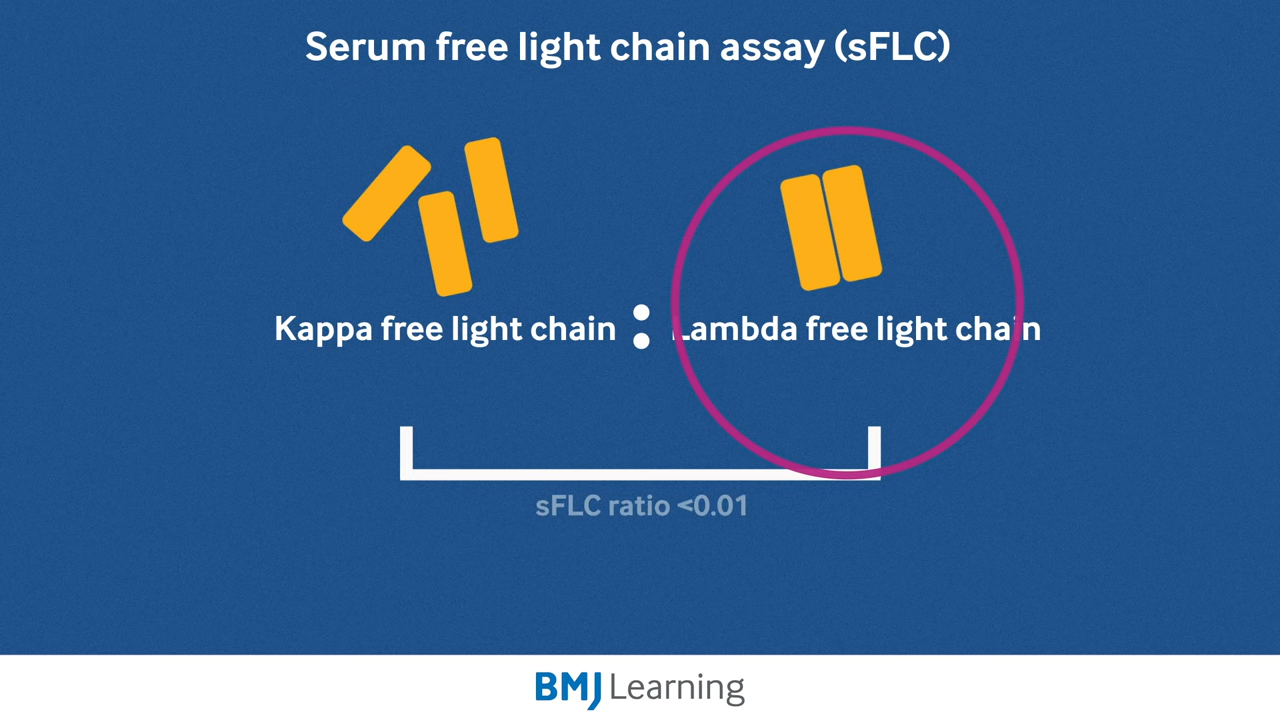 Serum free light chain assay (sFLC)
Kappa free light chain : Lambda free light chain
sFLC ratio <0.01
BMJ Learning